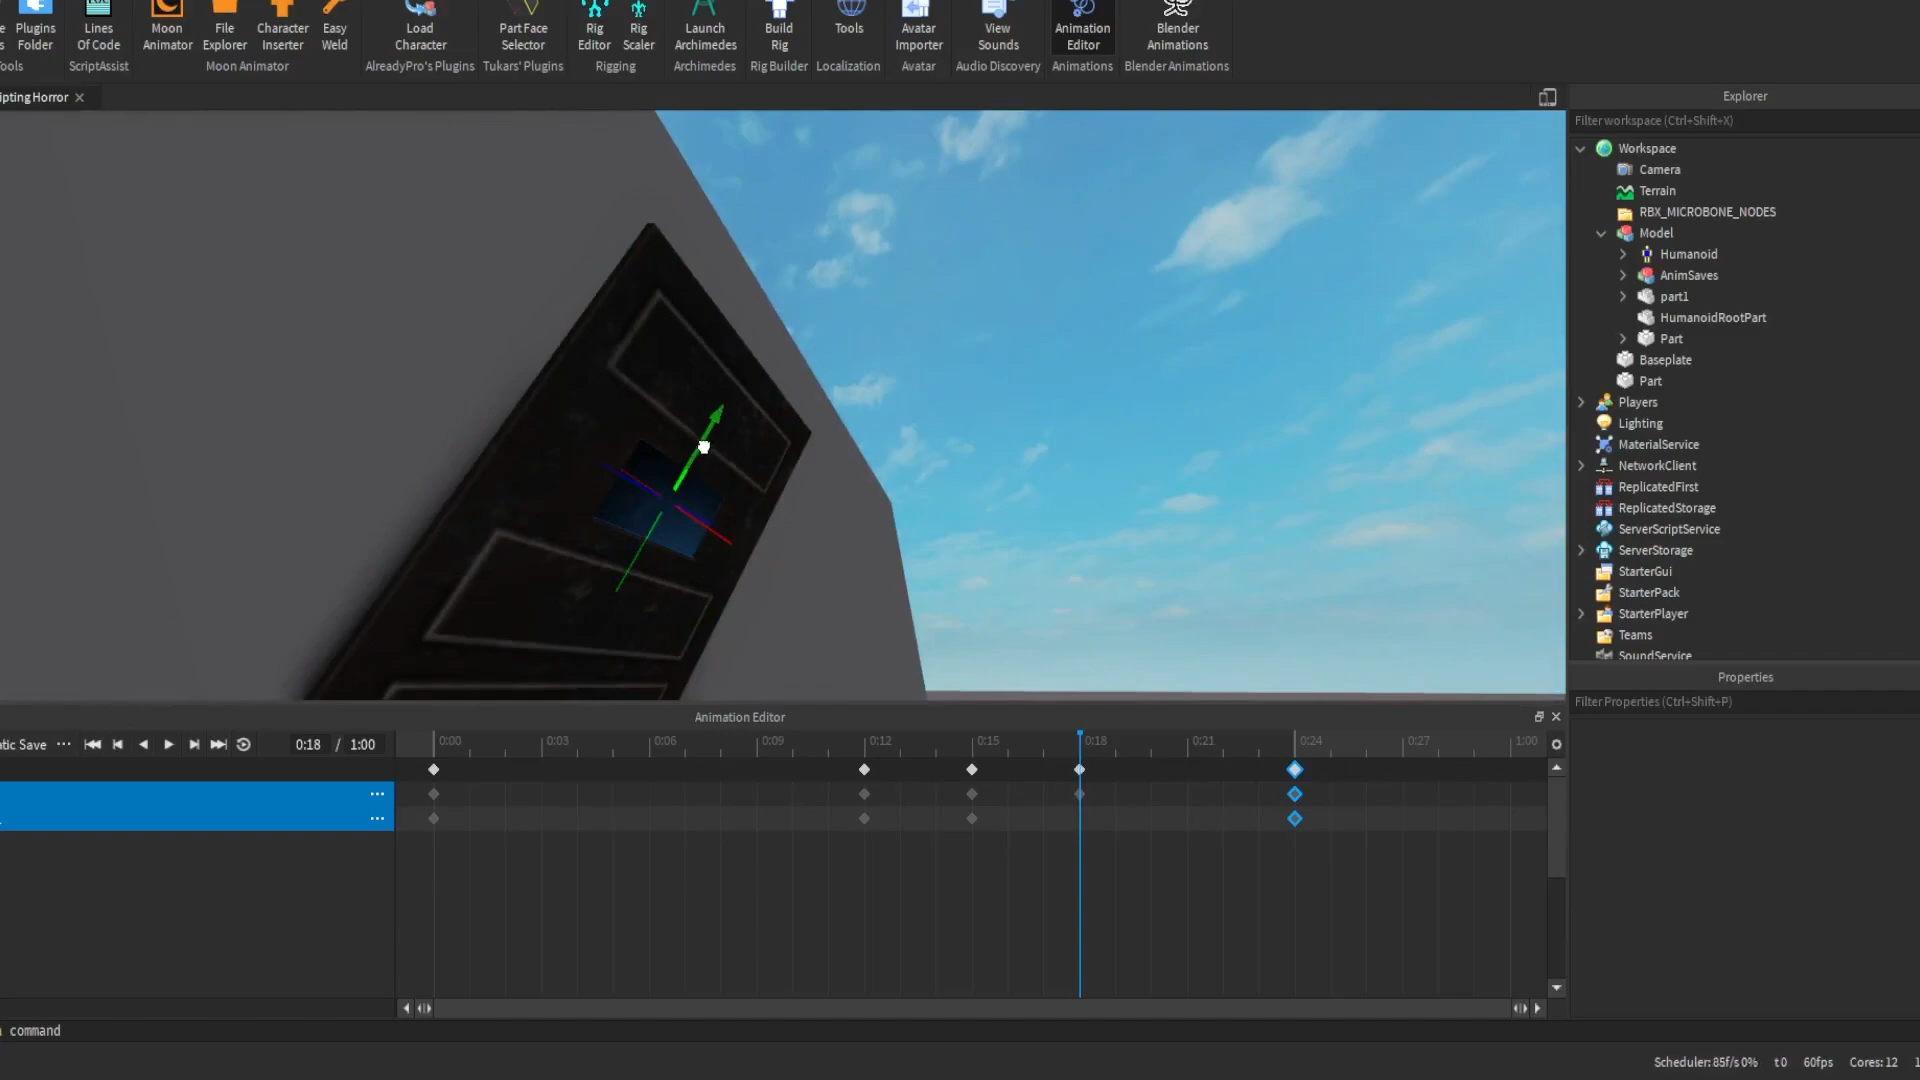 Plugins Folder
Lines Of Code
Moon Animator
File Explorer
Character Inserter
Easy Weld
Load Character
Part Face Selector
Rig Editor
Rig Scaler
Launch Archimedes
Build Rig
Tools
Avatar Importer
View Sounds
Animation Editor
Blender Animations
ools
ScriptAssist
Moon Animator
AlreadyPro's Plugins
Tukars' Plugins
Rigging
Archimedes
Rig Builder
Localization
Avatar
Audio Discovery
Animations
Blender Animations
ipting Horror
Explorer
Filter workspace (Ctrl+Shift+X)
Workspace
Camera
Terrain
RBX_MICROBONE_NODES
Model
Humanoid
AnimSaves
part1
HumanoidRootPart
Part
Baseplate
Part
Players
Lighting
MaterialService
NetworkClient
ReplicatedFirst
ReplicatedStorage
ServerScriptService
ServerStorage
StarterGui
StarterPack
StarterPlayer
Teams
SoundService
Properties
Filter Properties (Ctrl+Shift+P)
Animation Editor
atic Save ... 0:18 / 1:00
0:00 0:03 0:06 0:09 0:12 0:15 0:18 0:21 0:24 0:27 1:00
command
Scheduler: 85f/s 0% t0 60fps Cores: 12